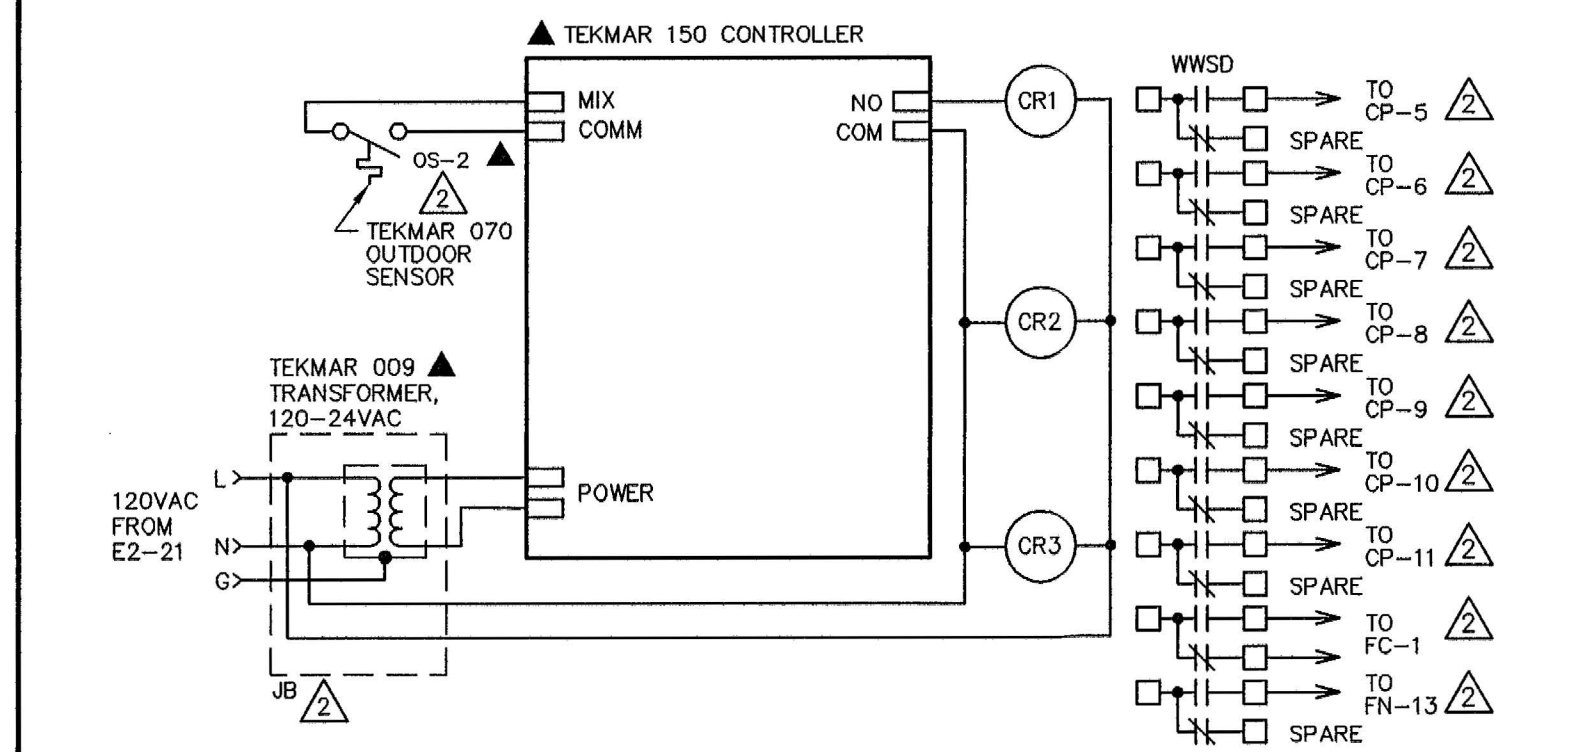 TEKMAR 150 CONTROLLER
MIX
COMM
NO
COM
OS-2
2
TEKMAR 070
OUTDOOR
SENSOR
TEKMAR 009
TRANSFORMER,
120-24VAC
L
120VAC
FROM
E2-21
N
G
POWER
JB
2
CR1
CR2
CR3
WWSD
TO
CP-5
2
SPARE
TO
CP-6
2
SPARE
TO
CP-7
2
SPARE
TO
CP-8
2
SPARE
TO
CP-9
2
SPARE
TO
CP-10
2
SPARE
TO
CP-11
2
SPARE
TO
FC-1
2
TO
FN-13
2
SPARE